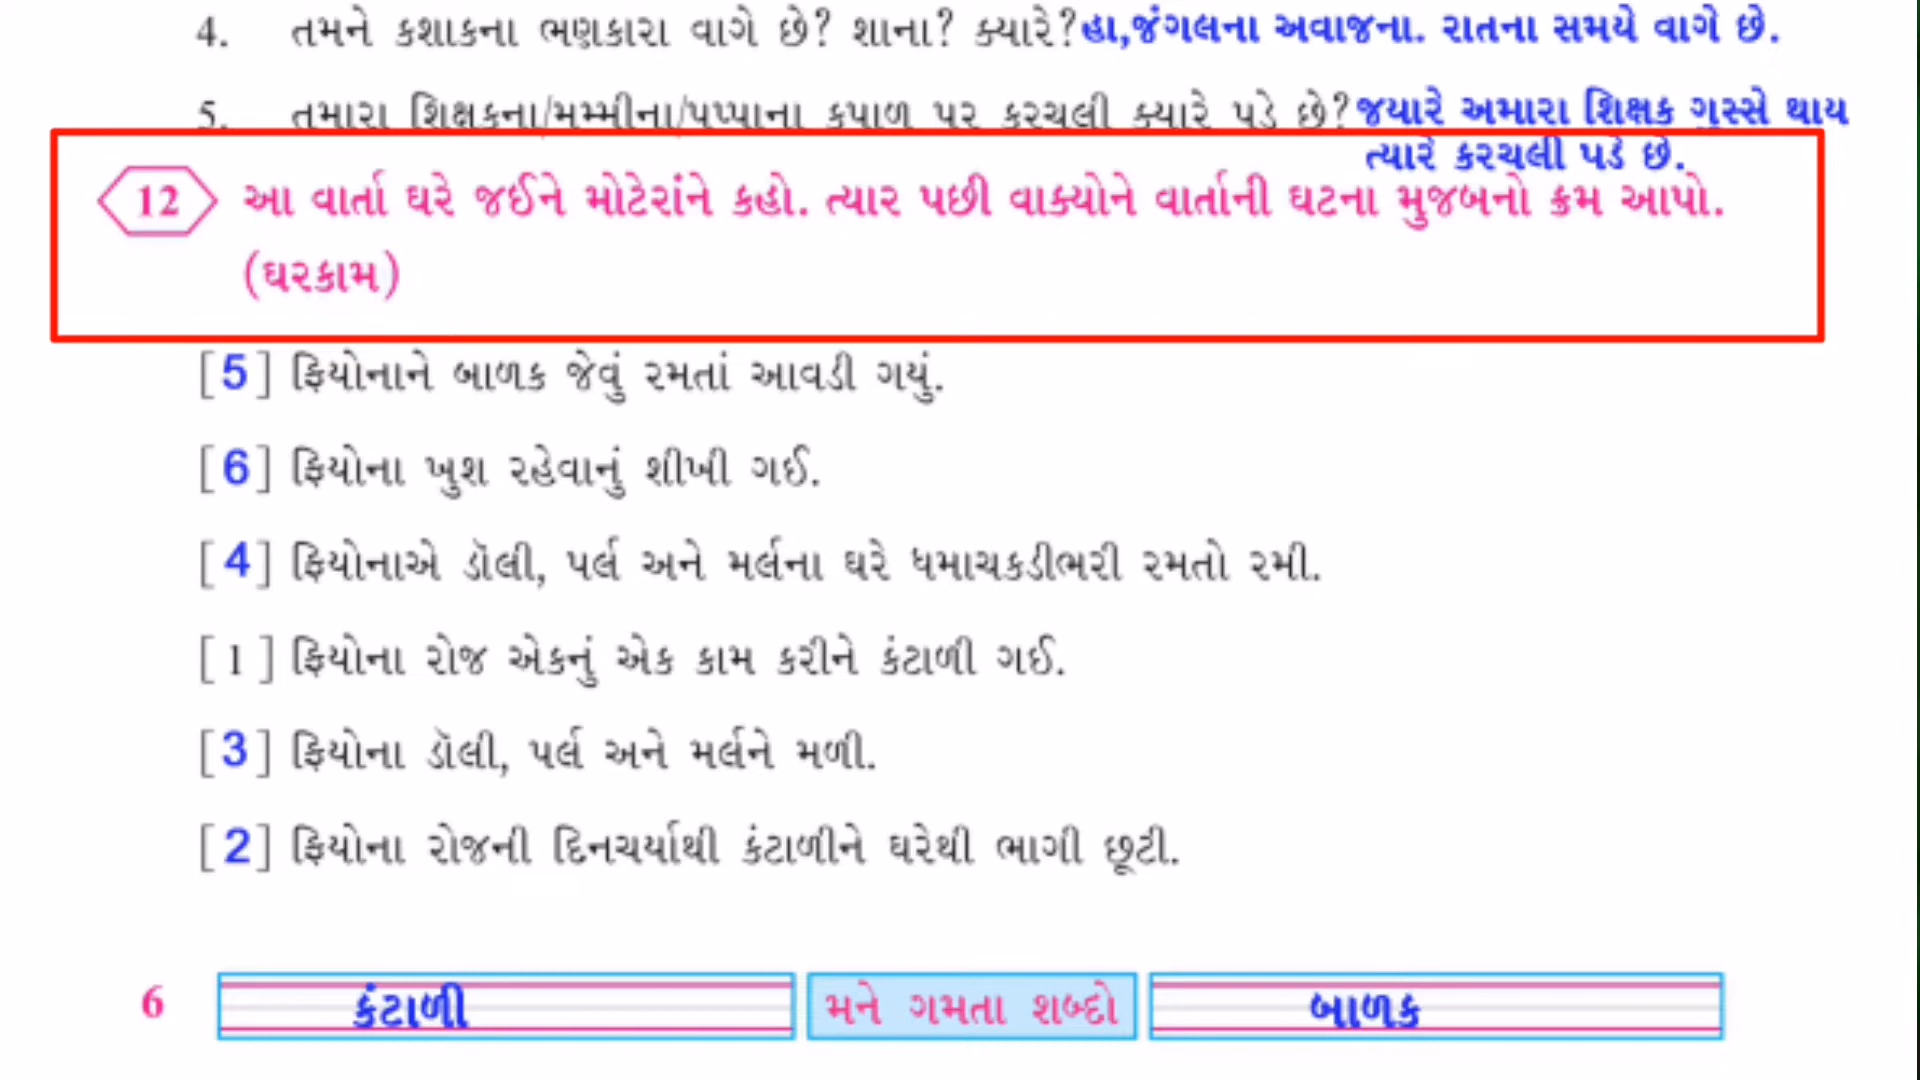 4. તમને કશાકના ભણકારા વાગે છે? શાના? ક્યારે? હા,જંગલના અવાજના. રાતના સમયે વાગે છે.
5. તમારા શિક્ષકના/મમ્મીના/પપ્પાના કપાળ પર કરચલી ક્યારે પડે છે? જયારે અમારા શિક્ષક ગુસ્સે થાય
ત્યારે કરચલી પડે છે.
12 આ વાર્તા ઘરે જઈને મોટેરાંને કહો. ત્યાર પછી વાક્યોને વાર્તાની ઘટના મુજબનો ક્રમ આપો.
(ઘરકામ)
[5] ફિયોનાને બાળક જેવું રમતાં આવડી ગયું.
[6] ફિયોના ખુશ રહેવાનું શીખી ગઈ.
[4] ફિયોનાએ ડૉલી, પર્લ અને મર્લના ઘરે ધમાચકડીભરી રમતો રમી.
[1] ફિયોના રોજ એકનું એક કામ કરીને કંટાળી ગઈ.
[3] ફિયોના ડૉલી, પર્લ અને મર્લને મળી.
[2] ફિયોના રોજની દિનચર્યાથી કંટાળીને ઘરેથી ભાગી છૂટી.
6 કંટાળી મને ગમતા શબ્દો બાળક